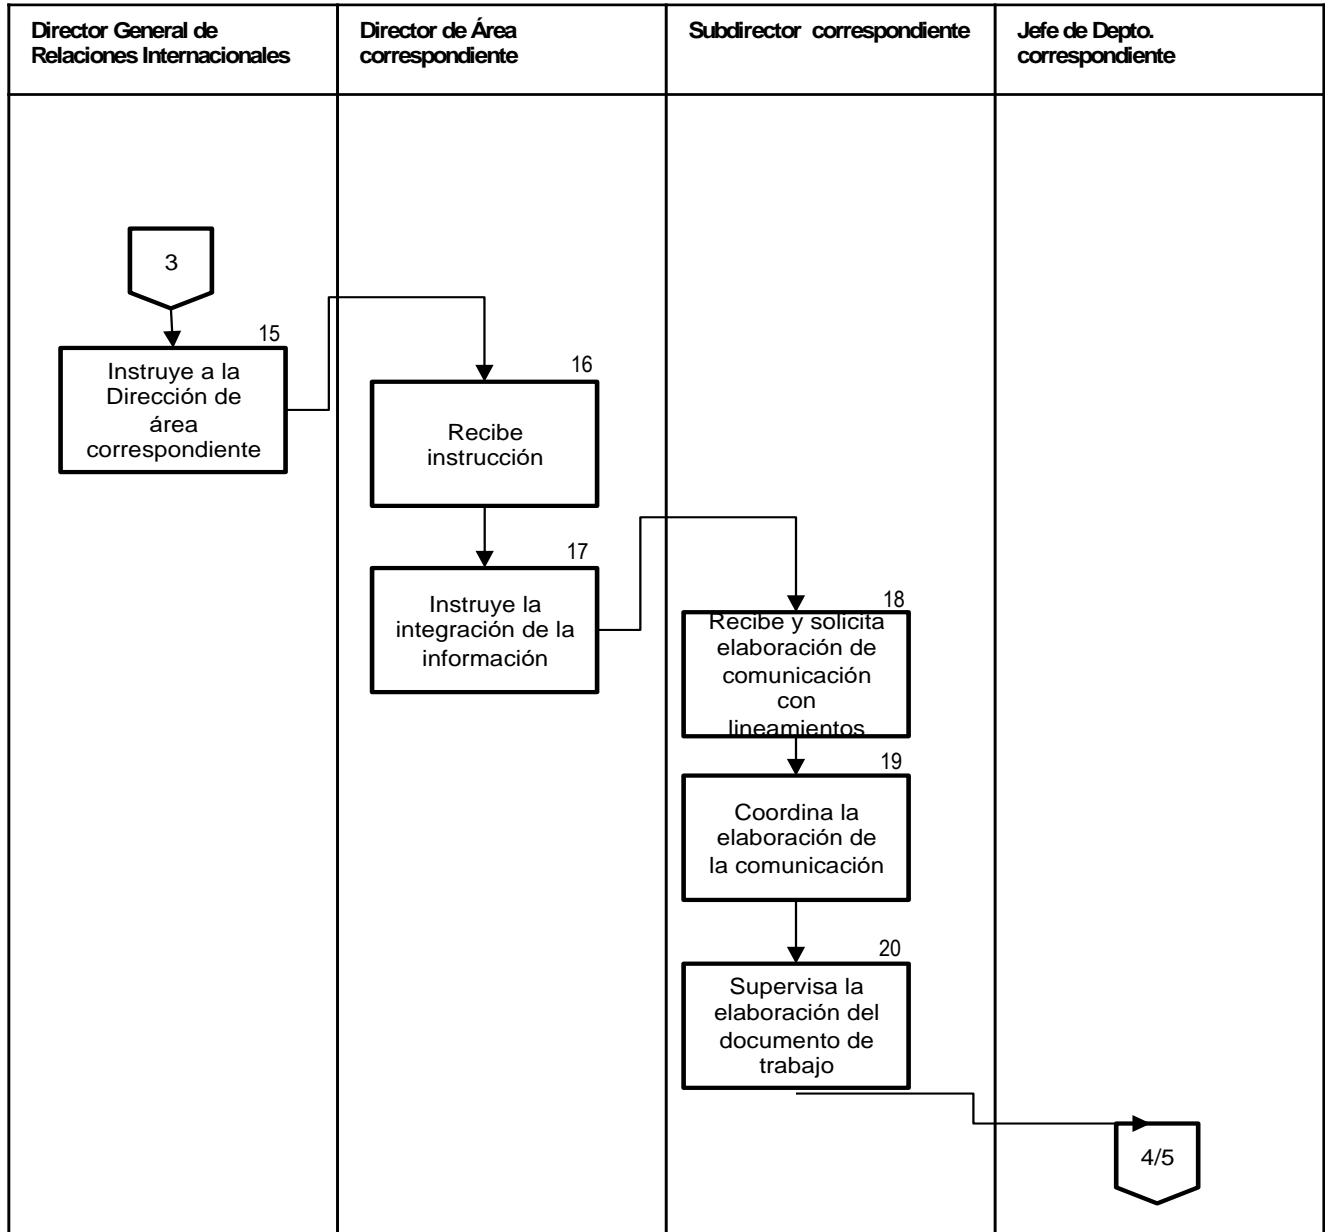 Director General de
Relaciones Internacionales
Director de Área
correspondiente
Subdirector correspondiente
Jefe de Depto.
correspondiente
3
15
Instruye a la
Dirección de
área
correspondiente
16
Recibe
instrucción
17
Instruye la
integración de la
información
18
Recibe y solicita
elaboración de
comunicación
con
lineamientos
19
Coordina la
elaboración de
la comunicación
20
Supervisa la
elaboración del
documento de
trabajo
4/5